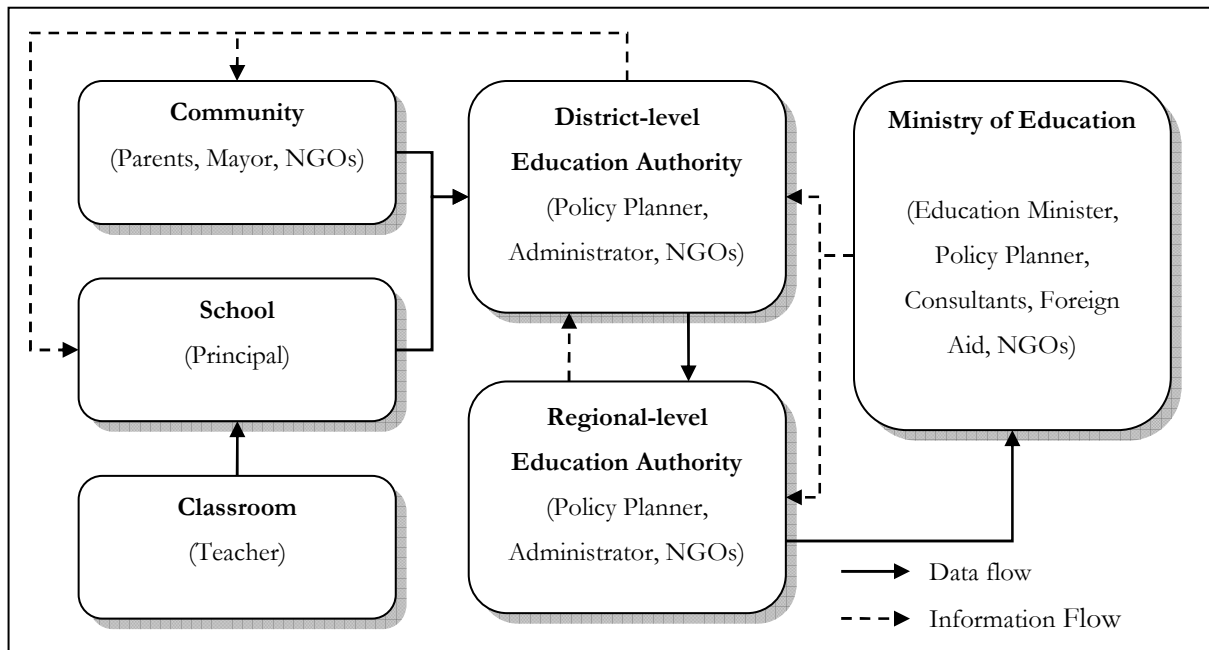 Community
(Parents, Mayor, NGOs)
School
(Principal)
Classroom
(Teacher)
District-level
Education Authority
(Policy Planner,
Administrator, NGOs)
Regional-level
Education Authority
(Policy Planner,
Administrator, NGOs)
Ministry of Education
(Education Minister,
Policy Planner,
Consultants, Foreign
Aid, NGOs)
Data flow
Information Flow